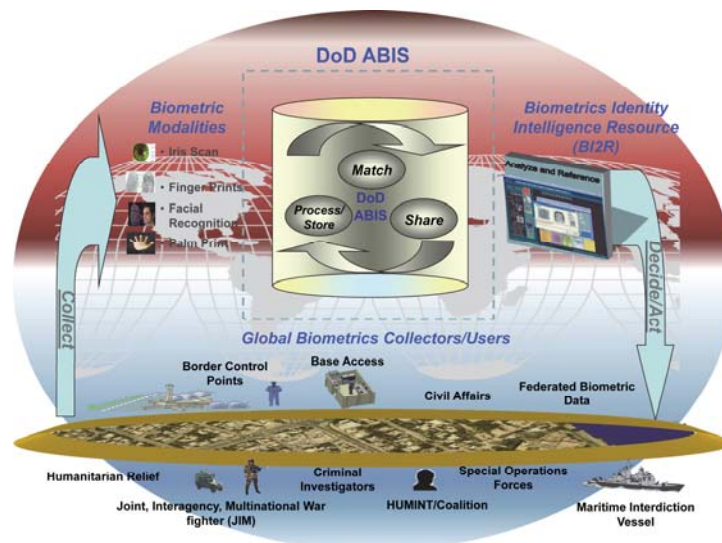 DoD ABIS
Biometric
Modalities
• Iris Scan
• Finger Prints
• Facial
Recognition
• Palm Print
Match
DoD
ABIS
Process/
Store
Share
Biometrics Identity
Intelligence Resource
(BI2R)
Analyze and Reference
Collect
Decide/Act
Global Biometrics Collectors/Users
Border Control
Points
Base Access
Civil Affairs
Federated Biometric
Data
Humanitarian Relief
Joint, Interagency, Multinational War
fighter (JIM)
Criminal
Investigators
HUMINT/Coalition
Special Operations
Forces
Maritime Interdiction
Vessel